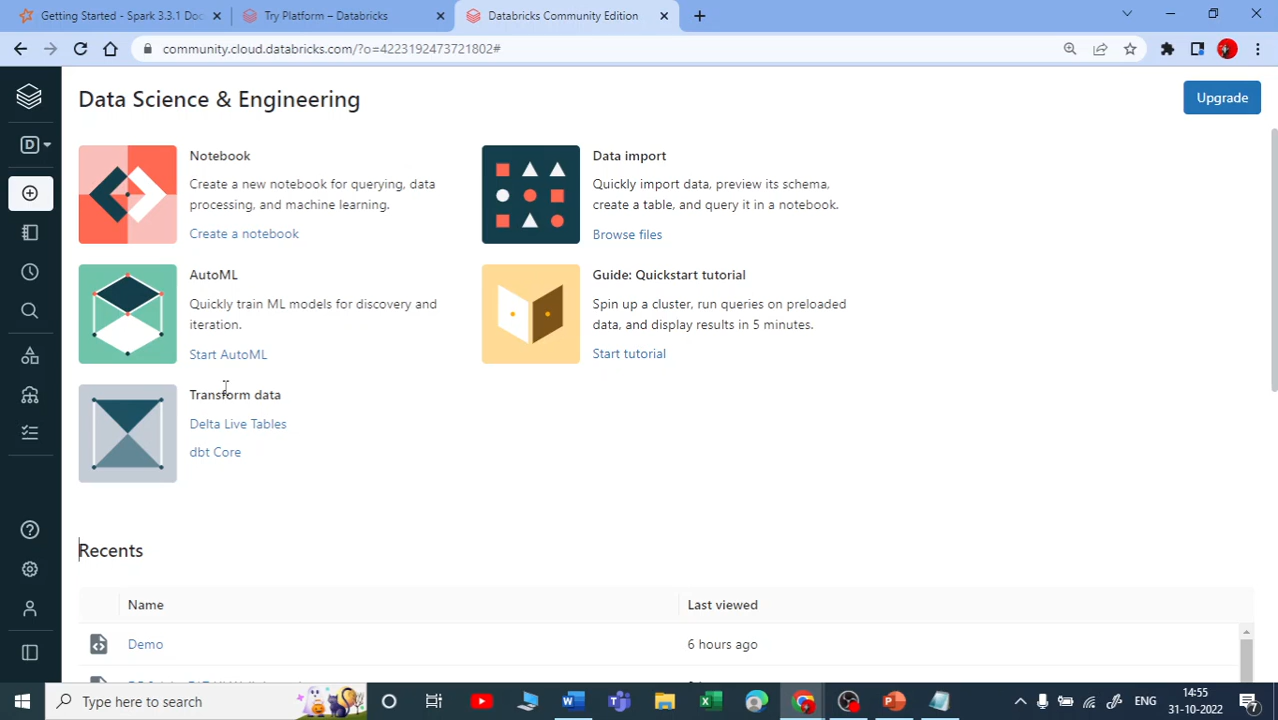 Getting Started - Spark 3.3.1 Doc
Try Platform – Databricks
Databricks Community Edition
community.cloud.databricks.com/?o=4223192473721802#
Data Science & Engineering
Upgrade
D
Notebook
Create a new notebook for querying, data
processing, and machine learning.
Create a notebook
Data import
Quickly import data, preview its schema,
create a table, and query it in a notebook.
Browse files
AutoML
Quickly train ML models for discovery and
iteration.
Start AutoML
Guide: Quickstart tutorial
Spin up a cluster, run queries on preloaded
data, and display results in 5 minutes.
Start tutorial
Transform data
Delta Live Tables
dbt Core
Recents
Name
Last viewed
Demo
6 hours ago
Type here to search
ENG
14:55
31-10-2022
7